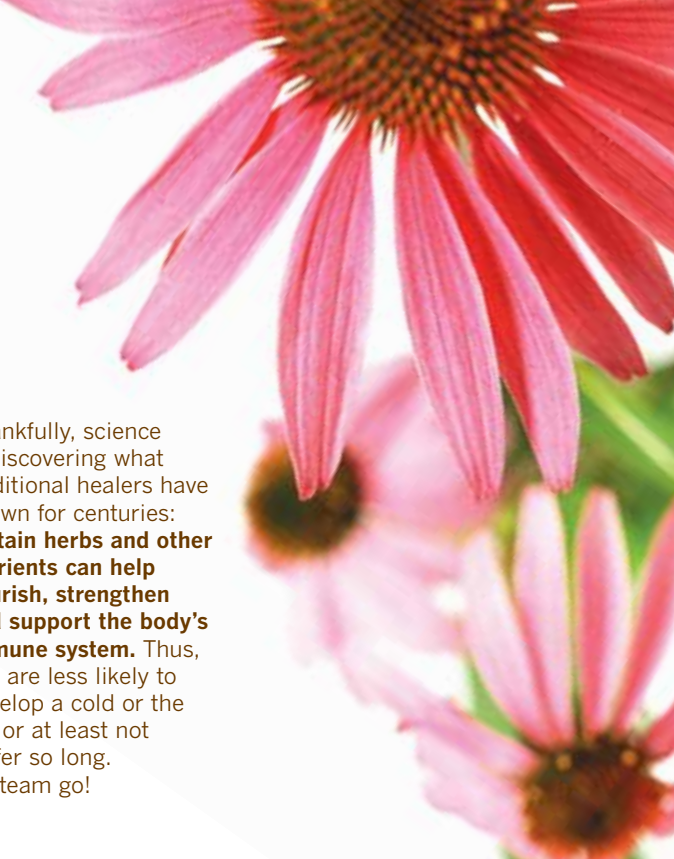 ankfully, science
iscovering what
ditional healers have
wn for centuries:
tain herbs and other
rients can help
rish, strengthen
support the body’s
mune system. Thus,
are less likely to
elop a cold or the
or at least not
fer so long.
team go!